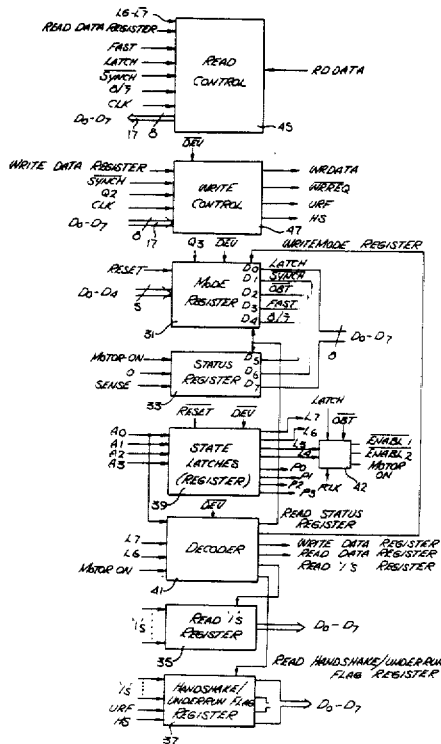 L6-L7
READ DATA REGISTER
FAST
LATCH
SYNCH
8/7
CLK
D0-D7
17
8
READ CONTROL
RDDATA
45
DEV
WRITE DATA REGISTER
SYNCH
Q2
CLK
D0-D7
8
17
WRITE CONTROL
WRDATA
WRREQ
URF
HS
47
Q3
DEV
WRITE MODE REGISTER
RESET
D0-D4
5
MODE REGISTER
31
D0
D1
D2
D3
D4
LATCH
SYNCH
OBT
FAST
8/7
D0-D7
8
MOTOR-ON
0
SENSE
STATUS REGISTER
33
D5
D6
D7
RESET
DEV
A0
A1
A2
A3
STATE LATCHES (REGISTER)
39
L7
L6
L5
L4
P0
P1
P2
P3
LATCH
OBT
ENABL 1
ENABL 2
MOTOR ON
FCLK
42
DEV
L7
L6
MOTOR ON
DECODER
41
READ STATUS REGISTER
WRITE DATA REGISTER
READ DATA REGISTER
READ 1's REGISTER
1's
READ 1's REGISTER
35
D0-D7
READ HANDSHAKE/UNDERRUN FLAG REGISTER
1's
URF
HS
HANDSHAKE/ UNDERRUN FLAG REGISTER
37
D0-D7